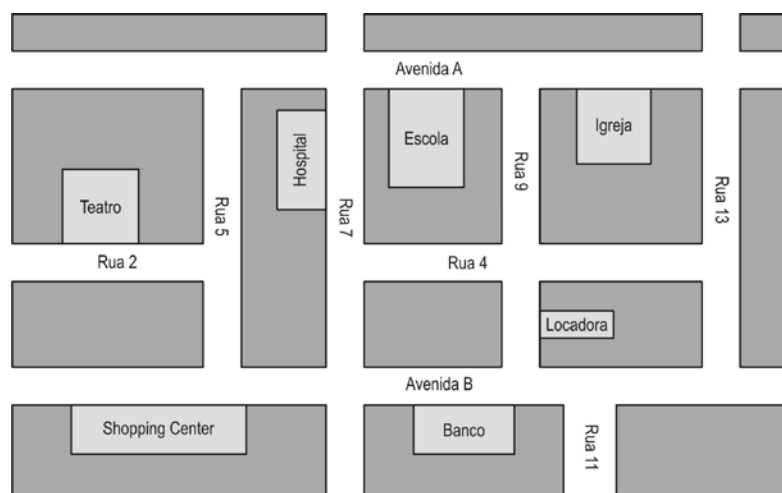 Avenida A
Escola
Igreja
Hospital
Teatro
Rua 5
Rua 7
Rua 9
Rua 13
Rua 2
Rua 4
Locadora
Avenida B
Shopping Center
Banco
Rua 11